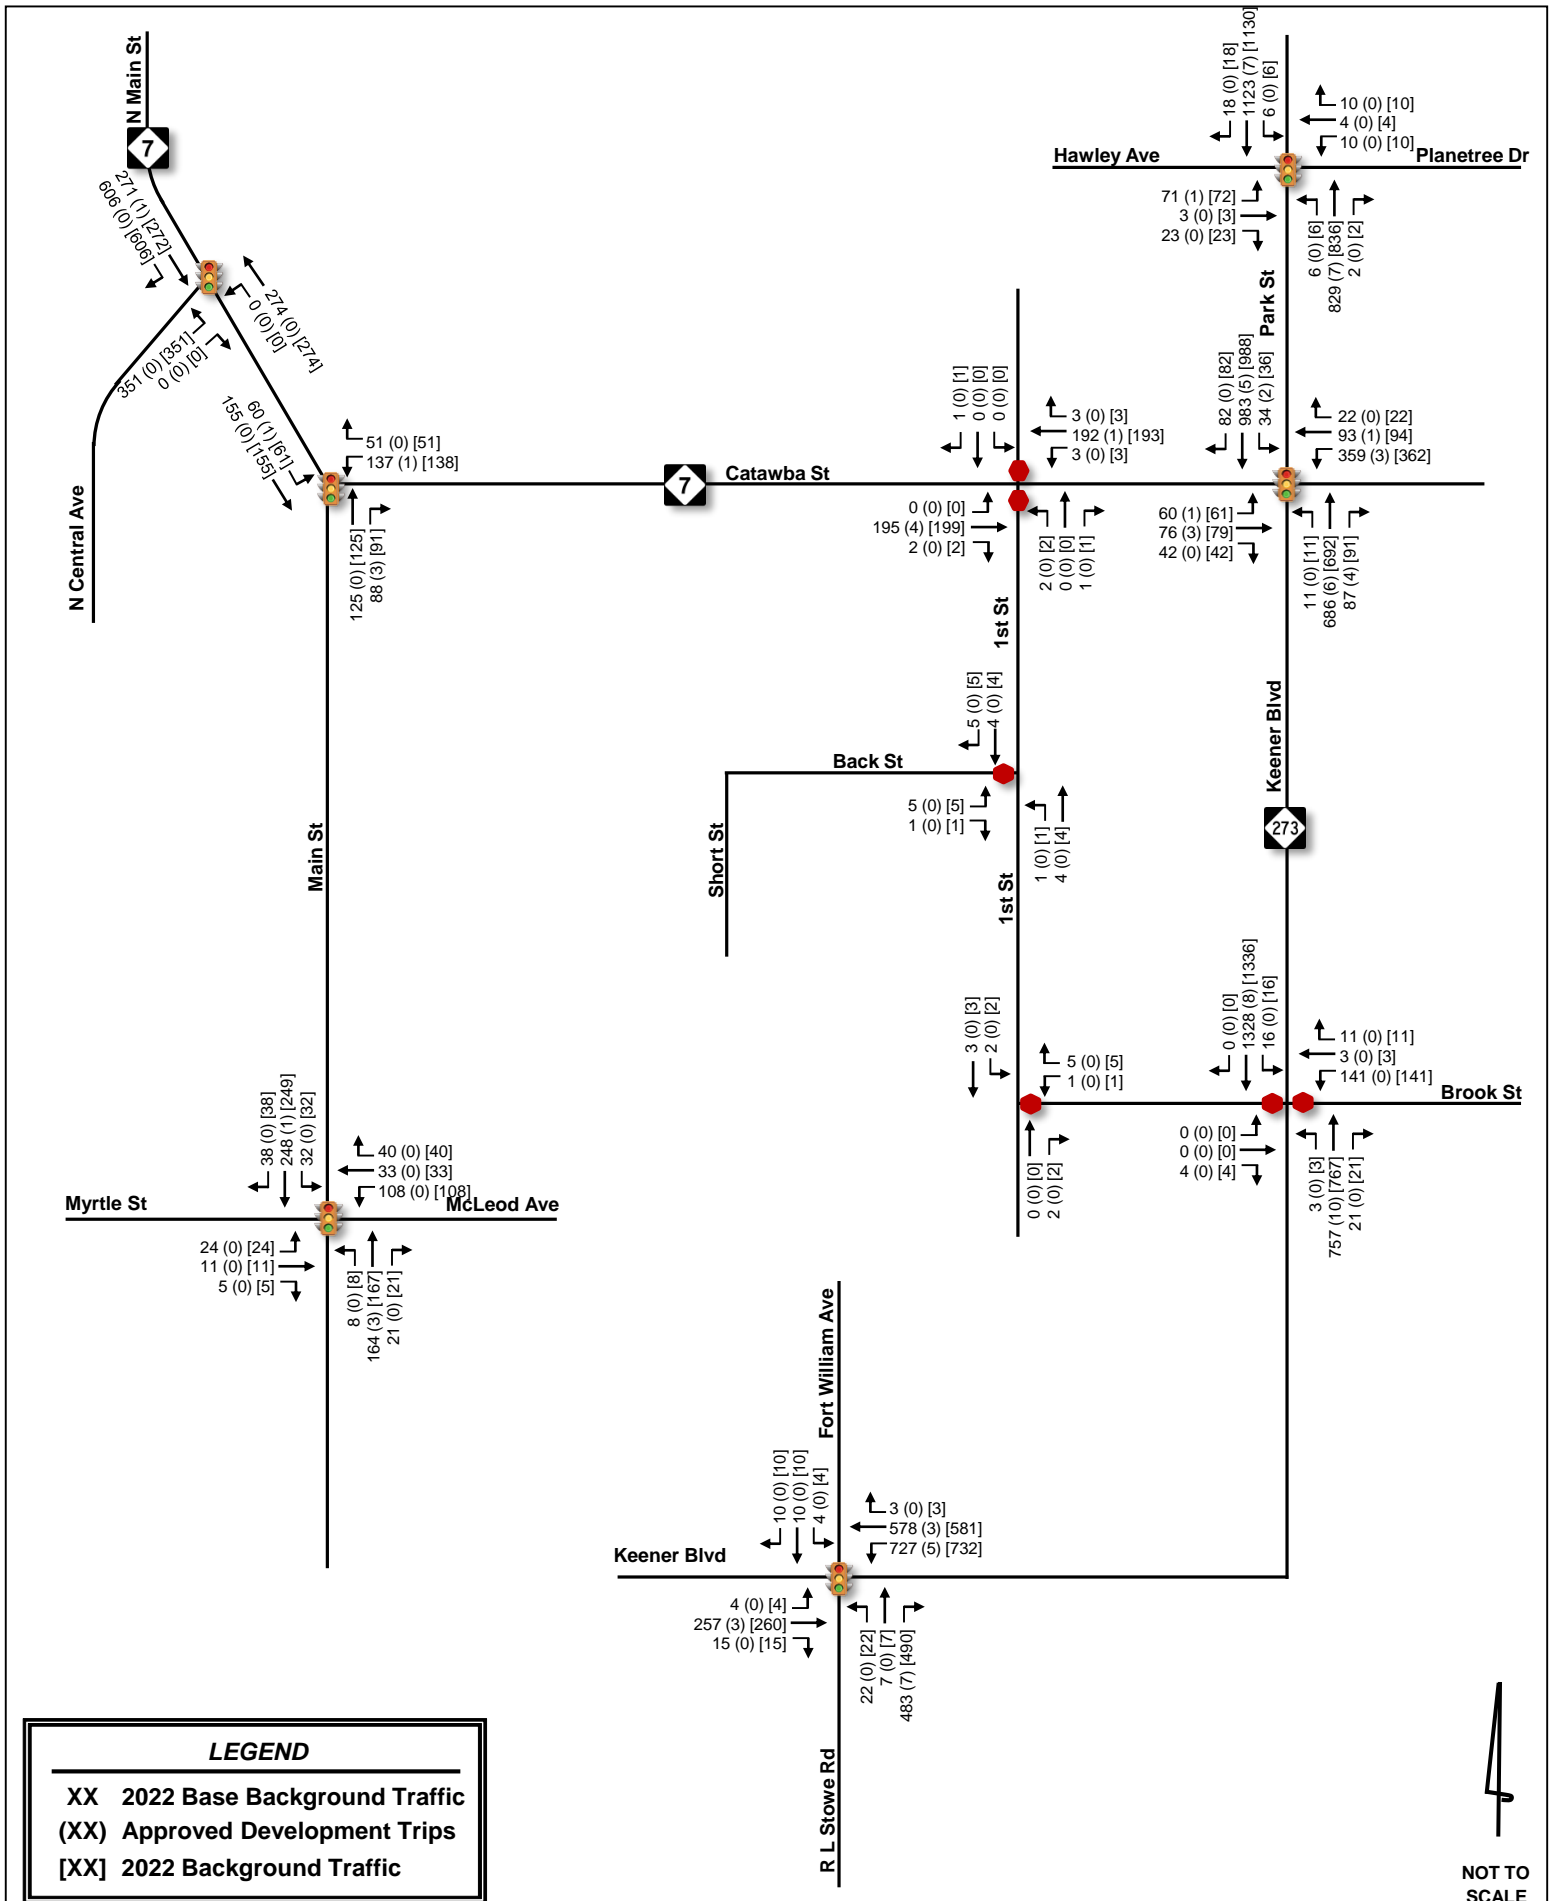 N Main St
7
271 (1) [272]
606 (0) [606]
274 (0) [274]
0 (0) [0]
351 (0) [351]
0 (0) [0]
N Central Ave
60 (1) [61]
155 (0) [155]
51 (0) [51]
137 (1) [138]
125 (0) [125]
88 (3) [91]
7
Catawba St
1 (0) [1]
0 (0) [0]
0 (0) [0]
3 (0) [3]
192 (1) [193]
3 (0) [3]
0 (0) [0]
195 (4) [199]
2 (0) [2]
2 (0) [2]
0 (0) [0]
1 (0) [1]
18 (0) [18]
1123 (7) [1130]
6 (0) [6]
10 (0) [10]
4 (0) [4]
10 (0) [10]
Hawley Ave
Planetree Dr
71 (1) [72]
3 (0) [3]
23 (0) [23]
6 (0) [6]
829 (7) [836]
2 (0) [2]
Park St
82 (0) [82]
983 (5) [988]
34 (2) [36]
22 (0) [22]
93 (1) [94]
359 (3) [362]
60 (1) [61]
76 (3) [79]
42 (0) [42]
11 (0) [11]
686 (6) [692]
87 (4) [91]
1st St
5 (0) [5]
4 (0) [4]
Back St
Short St
5 (0) [5]
1 (0) [1]
1 (0) [1]
4 (0) [4]
Keener Blvd
273
Main St
1st St
3 (0) [3]
2 (0) [2]
5 (0) [5]
1 (0) [1]
0 (0) [0]
2 (0) [2]
0 (0) [0]
1328 (8) [1336]
16 (0) [16]
11 (0) [11]
3 (0) [3]
141 (0) [141]
Brook St
0 (0) [0]
0 (0) [0]
4 (0) [4]
3 (0) [3]
757 (10) [767]
21 (0) [21]
38 (0) [38]
248 (1) [249]
32 (0) [32]
40 (0) [40]
33 (0) [33]
108 (0) [108]
Myrtle St
McLeod Ave
24 (0) [24]
11 (0) [11]
5 (0) [5]
8 (0) [8]
164 (3) [167]
21 (0) [21]
Fort William Ave
10 (0) [10]
10 (0) [10]
4 (0) [4]
3 (0) [3]
578 (3) [581]
727 (5) [732]
Keener Blvd
4 (0) [4]
257 (3) [260]
15 (0) [15]
22 (0) [22]
7 (0) [7]
483 (7) [490]
R L Stowe Rd
LEGEND
XX 2022 Base Background Traffic
(XX) Approved Development Trips
[XX] 2022 Background Traffic
NOT TO
SCALE